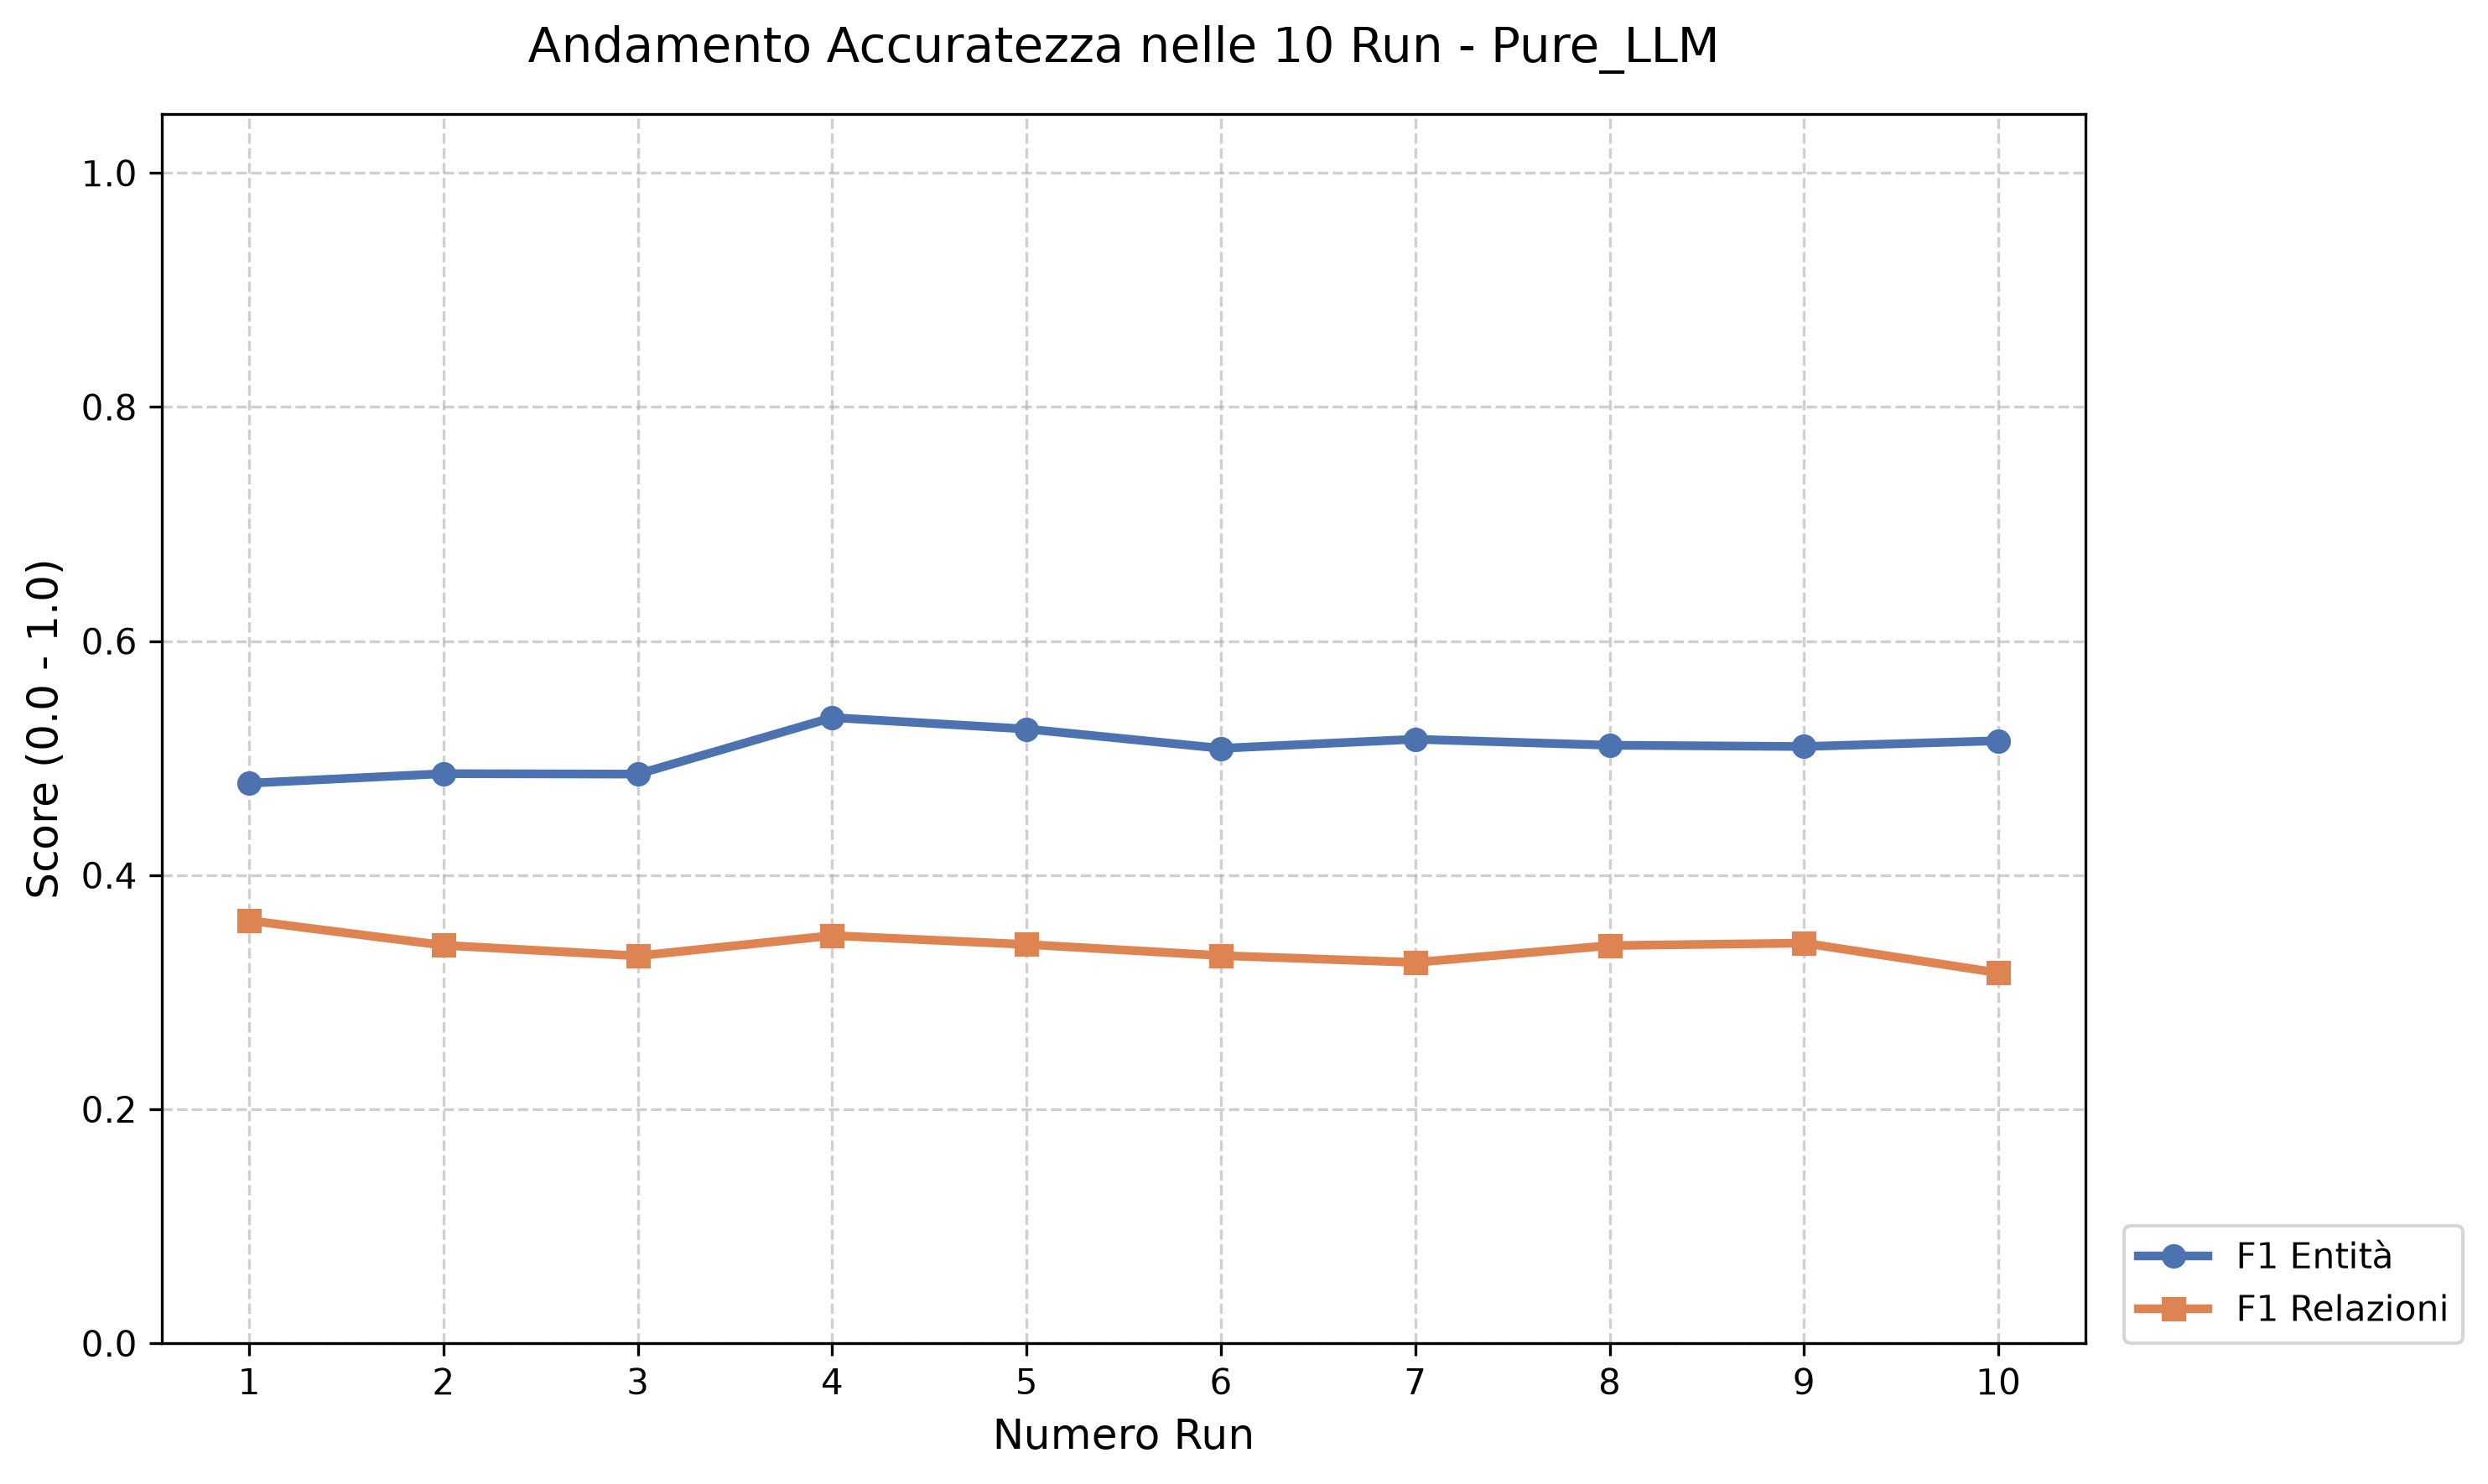 Andamento Accuratezza nelle 10 Run - Pure_LLM
Score (0.0 - 1.0)
1.0
0.8
0.6
0.4
0.2
0.0
1 2 3 4 5 6 7 8 9 10
Numero Run
F1 Entità
F1 Relazioni